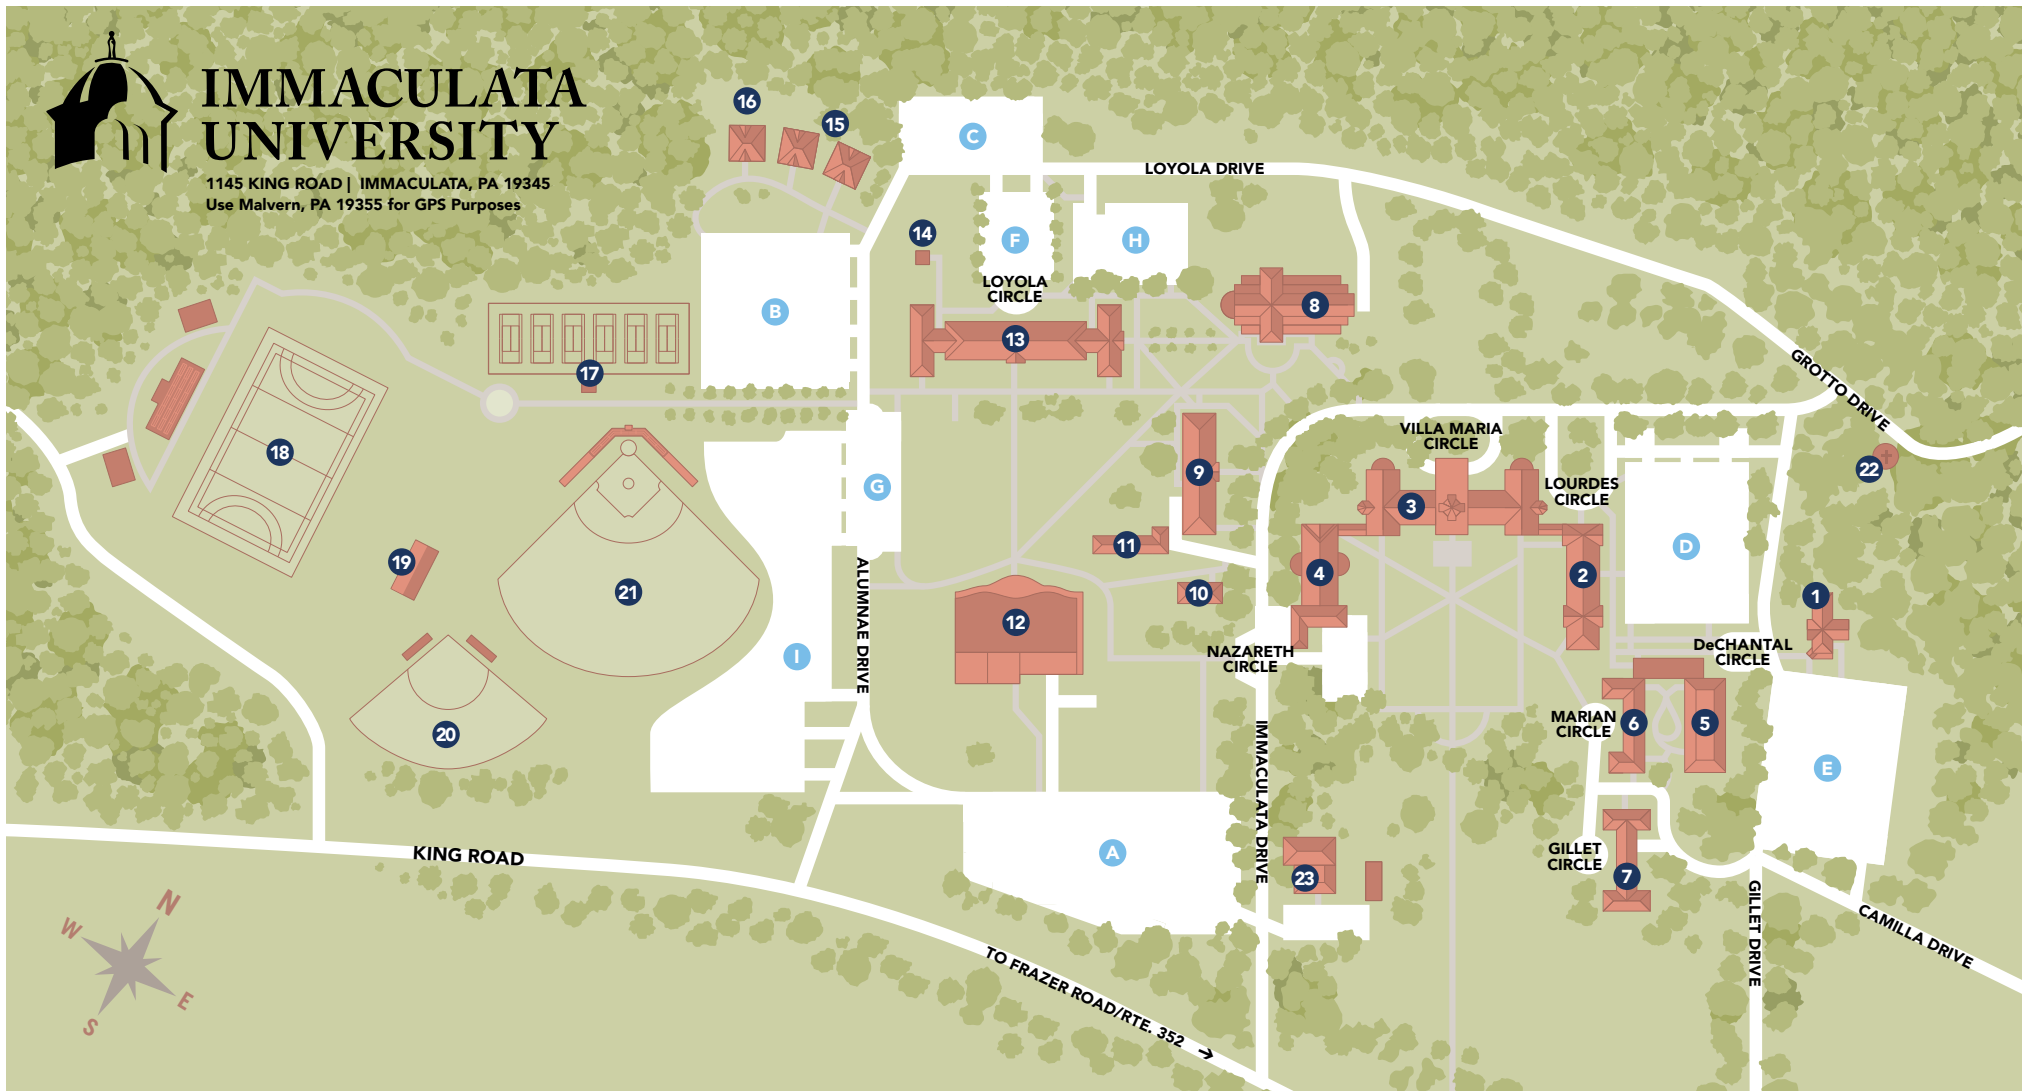 IMMACULATA
UNIVERSITY
1145 KING ROAD | IMMACULATA, PA 19345
Use Malvern, PA 19355 for GPS Purposes
16
15
C
LOYOLA DRIVE
14
F
H
LOYOLA
CIRCLE
B
8
13
17
GROTTO DRIVE
18
VILLA MARIA
CIRCLE
22
9
G
LOURDES
CIRCLE
3
11
D
19
4
2
21
10
1
ALUMNAE DRIVE
12
I
NAZARETH
CIRCLE
DeCHANTAL
CIRCLE
20
MARIAN
CIRCLE
6
5
IMMACULATA DRIVE
E
KING ROAD
A
GILLET
CIRCLE
23
7
GILLET DRIVE
CAMILLA DRIVE
N
W
E
S
TO FRAZER ROAD/RTE. 352 →